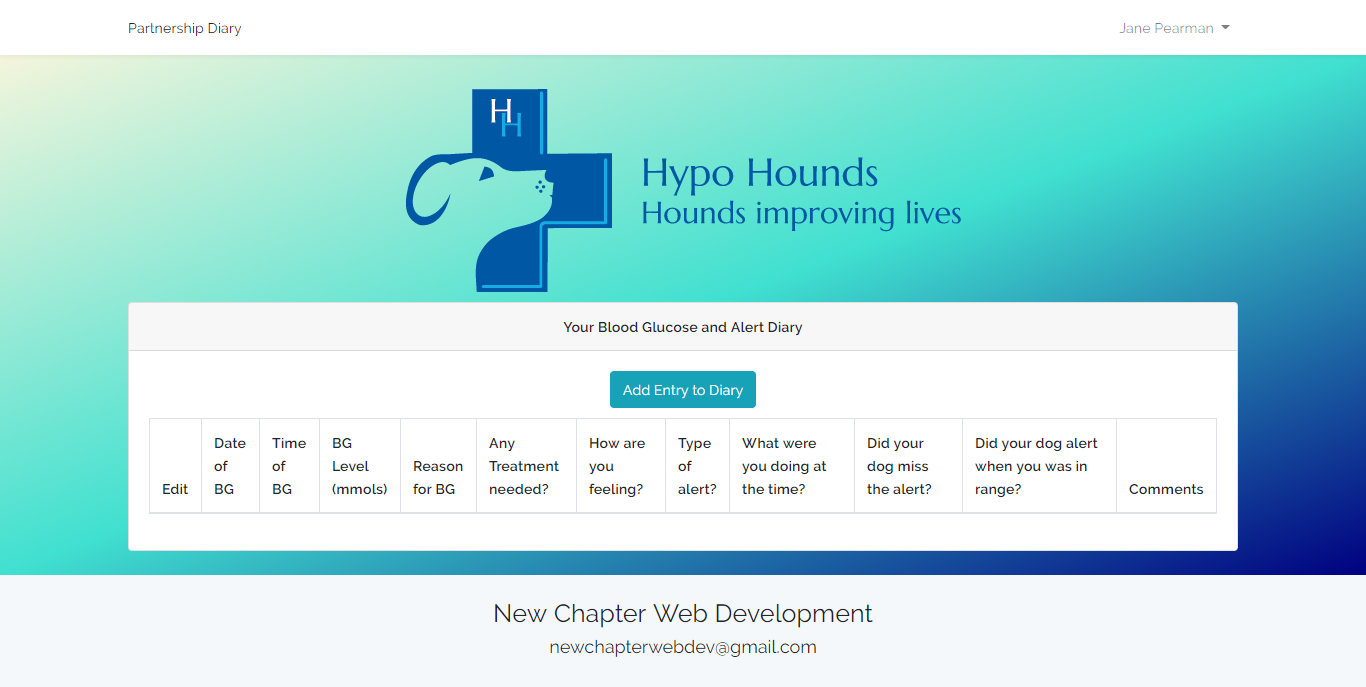 Partnership Diary
Jane Pearman
H
H
Hypo Hounds
Hounds improving lives
Your Blood Glucose and Alert Diary
Add Entry to Diary
Edit
Date
of
BG
Time
of
BG
BG
Level
(mmols)
Reason
for BG
Any
Treatment
needed?
How are
you
feeling?
Type
of
alert?
What were
you doing at
the time?
Did your
dog miss
the alert?
Did your dog alert
when you was in
range?
Comments
New Chapter Web Development
newchapterwebdev@gmail.com